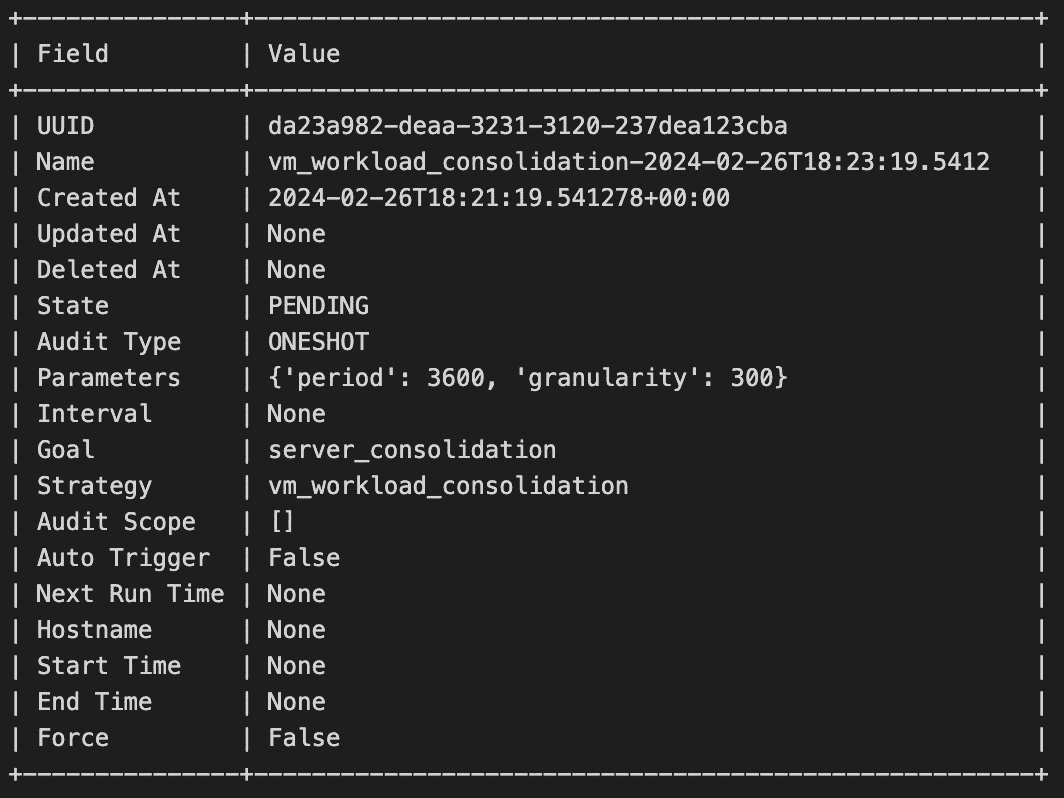 +---------------+------------------------------------------------------+
| Field         | Value                                                |
+---------------+------------------------------------------------------+
| UUID          | da23a982-deaa-3231-3120-237dea123cba                 |
| Name          | vm_workload_consolidation-2024-02-26T18:23:19.5412   |
| Created At    | 2024-02-26T18:21:19.541278+00:00                     |
| Updated At    | None                                                 |
| Deleted At    | None                                                 |
| State         | PENDING                                              |
| Audit Type    | ONESHOT                                              |
| Parameters    | {'period': 3600, 'granularity': 300}                 |
| Interval      | None                                                 |
| Goal          | server_consolidation                                 |
| Strategy      | vm_workload_consolidation                            |
| Audit Scope   | []                                                   |
| Auto Trigger  | False                                                |
| Next Run Time | None                                                 |
| Hostname      | None                                                 |
| Start Time    | None                                                 |
| End Time      | None                                                 |
| Force         | False                                                |
+---------------+------------------------------------------------------+